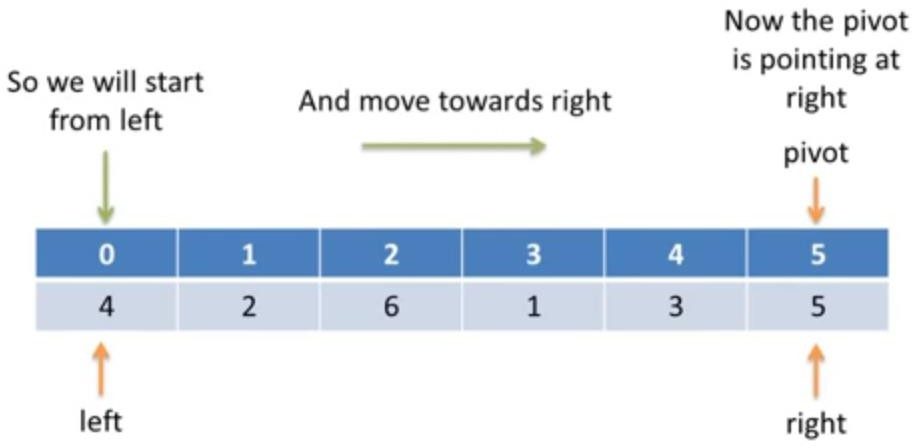 So we will start
from left
And move towards right
Now the pivot
is pointing at
right
pivot
0 1 2 3 4 5
4 2 6 1 3 5
left
right